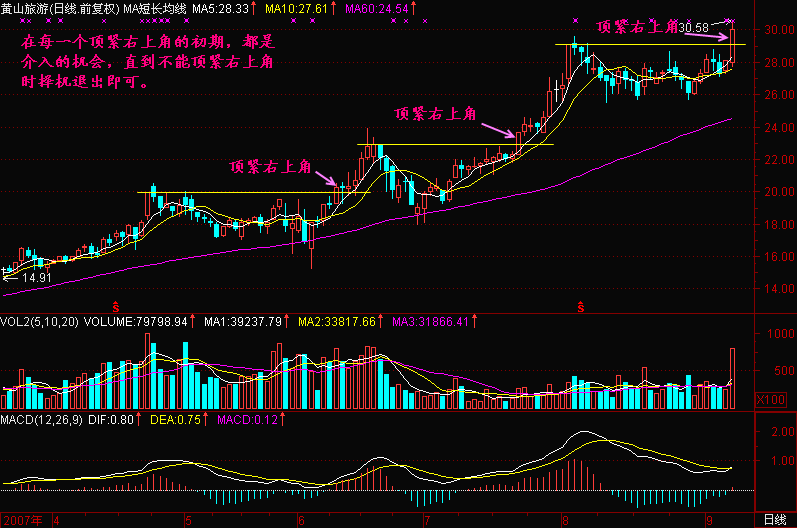 黄山旅游(日线.前复权) MA短长均线 MA5:28.33↑ MA10:27.61↑ MA60:24.54↑
在每一个顶紧右上角的初期，都是
介入的机会，直到不能顶紧右上角
时择机退出即可。
顶紧右上角
30.58
顶紧右上角
顶紧右上角
14.91
30.00
28.00
26.00
24.00
22.00
20.00
18.00
16.00
14.00
S
S
VOL2(5,10,20) VOLUME:79798.94↑ MA1:39237.79↑ MA2:33817.66↑ MA3:31866.41↑
1000
500
X100
MACD(12,26,9) DIF:0.80↑ DEA:0.75↑ MACD:0.12↑
2.00
1.00
0.00
2007年 4 5 6 7 8 9 日线